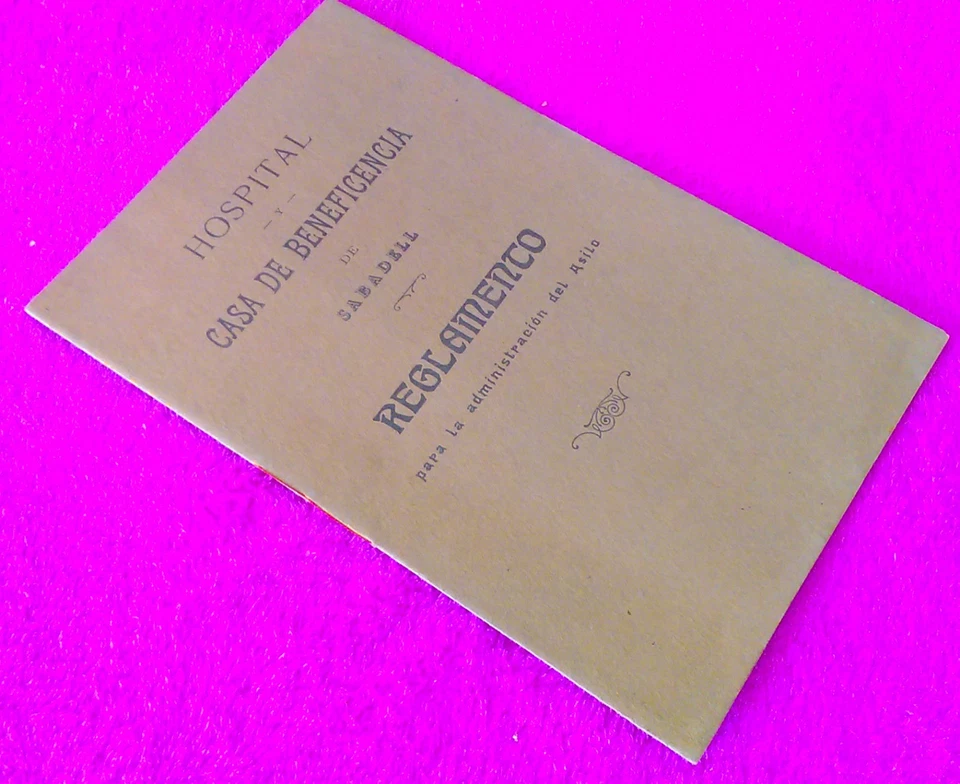 HOSPITAL
- Y -
CASA DE BENEFICENCIA
DE
SABADELL
REGLAMENTO
para la administración del Asilo